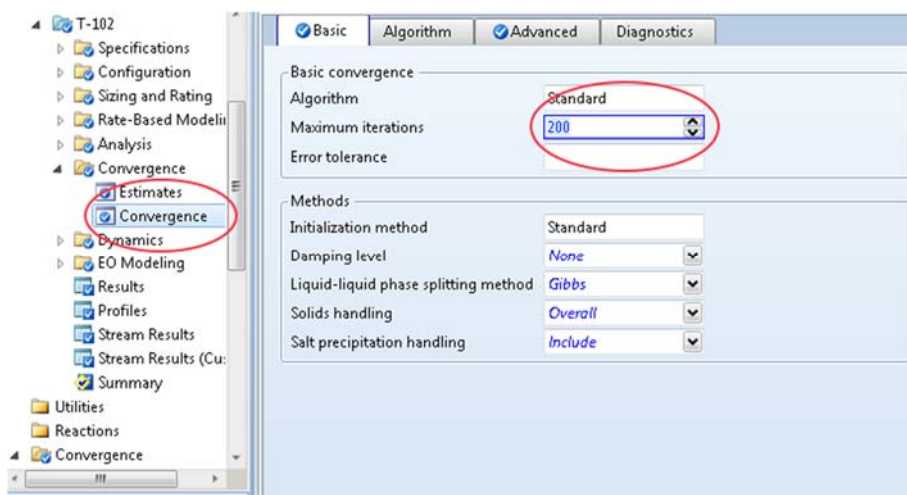 T-102
Specifications
Configuration
Sizing and Rating
Rate-Based Modelin
Analysis
Convergence
Estimates
Convergence
Dynamics
EO Modeling
Results
Profiles
Stream Results
Stream Results (Cus
Summary
Utilities
Reactions
Convergence
Basic
Algorithm
Advanced
Diagnostics
Basic convergence
Algorithm Standard
Maximum iterations 200
Error tolerance
Methods
Initialization method Standard
Damping level None
Liquid-liquid phase splitting method Gibbs
Solids handling Overall
Salt precipitation handling Include